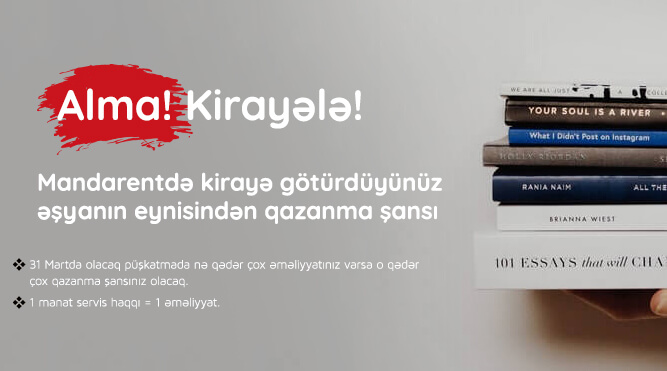 Alma! Kirayələ!
Mandarentdə kirayə götürdüyünüz
əşyanın eynisindən qazanma şansı
31 Martda olacaq püşkatmada nə qədər çox əməliyyatınız varsa o qədər
çox qazanma şansınız olacaq.
1 manat servis haqqı = 1 əməliyyat.
WE ARE ALL JUST A COLLE
YOUR SOUL IS A RIVER
What I Didn't Post on Instagram
HOLLY RIORDAN
RANIA NAIM ALL THE
BRIANNA WIEST
101 ESSAYS that will CHAN